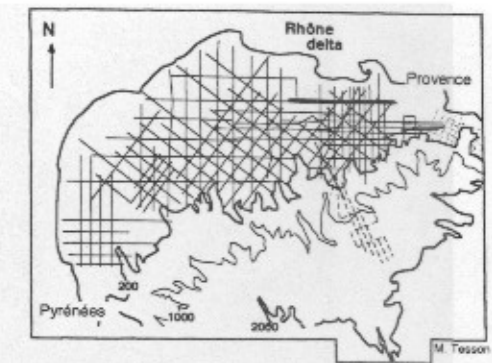 N
Rhône
delta
Provence
200
Pyrénées
1000
2000
M. Tesson